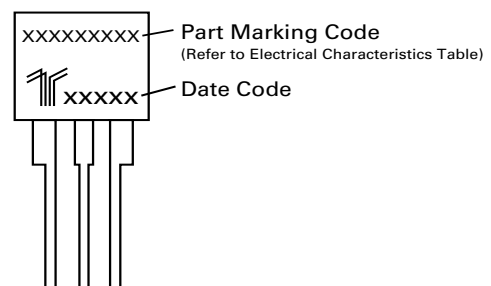 xxxxxxxxx
Part Marking Code
(Refer to Electrical Characteristics Table)
xxxxx
Date Code